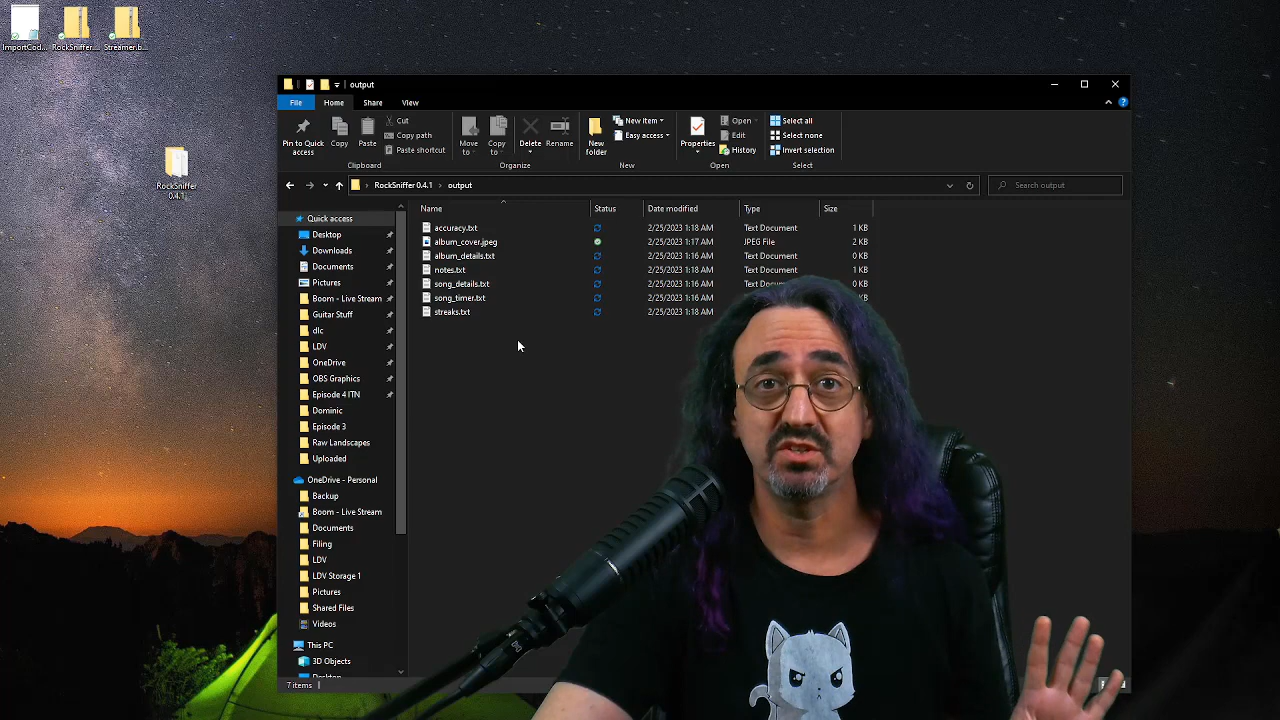 ImportCod...
RockSniffer...
Streamer.b...
RockSniffer
0.4.1
output
File
Home
Share
View
Pin to Quick
access
Copy
Paste
Cut
Copy path
Paste shortcut
Clipboard
Move
to
Copy
to
Delete
Rename
Organize
New
folder
New item
Easy access
New
Properties
Open
Edit
History
Open
Select all
Select none
Invert selection
Select
RockSniffer 0.4.1 › output
Search output
Name
Status
Date modified
Type
Size
accuracy.txt 2/25/2023 1:18 AM Text Document 1 KB
album_cover.jpeg 2/25/2023 1:17 AM JPEG File 2 KB
album_details.txt 2/25/2023 1:16 AM Text Document 0 KB
notes.txt 2/25/2023 1:18 AM Text Document 1 KB
song_details.txt 2/25/2023 1:16 AM Text Document 0 KB
song_timer.txt 2/25/2023 1:16 AM KB
streaks.txt 2/25/2023 1:18 AM
Quick access
Desktop
Downloads
Documents
Pictures
Boom - Live Stream
Guitar Stuff
dlc
LDV
OneDrive
OBS Graphics
Episode 4 ITN
Dominic
Episode 3
Raw Landscapes
Uploaded
OneDrive - Personal
Backup
Boom - Live Stream
Documents
Filing
LDV
LDV Storage 1
Pictures
Shared Files
Videos
This PC
3D Objects
Desktop
7 items